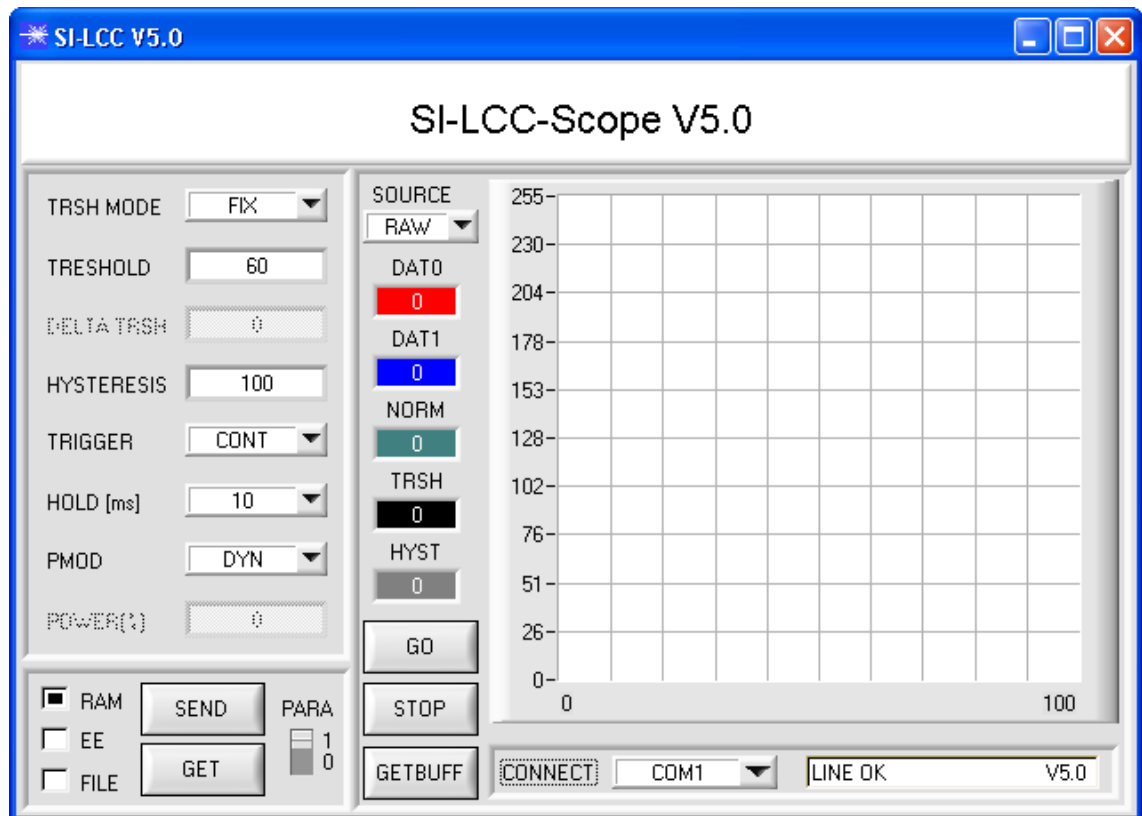 SI-LCC V5.0
SI-LCC-Scope V5.0
TRSH MODE FIX
TRESHOLD 60
DELTA TRSH 0
HYSTERESIS 100
TRIGGER CONT
HOLD [ms] 10
PMOD DYN
POWER(%) 0
RAM
EE
FILE
SEND
GET
PARA
1
0
SOURCE
RAW
DAT0
0
DAT1
0
NORM
0
TRSH
0
HYST
0
GO
STOP
GETBUFF
255
230
204
178
153
128
102
76
51
26
0
0 100
CONNECT COM1 LINE OK V5.0